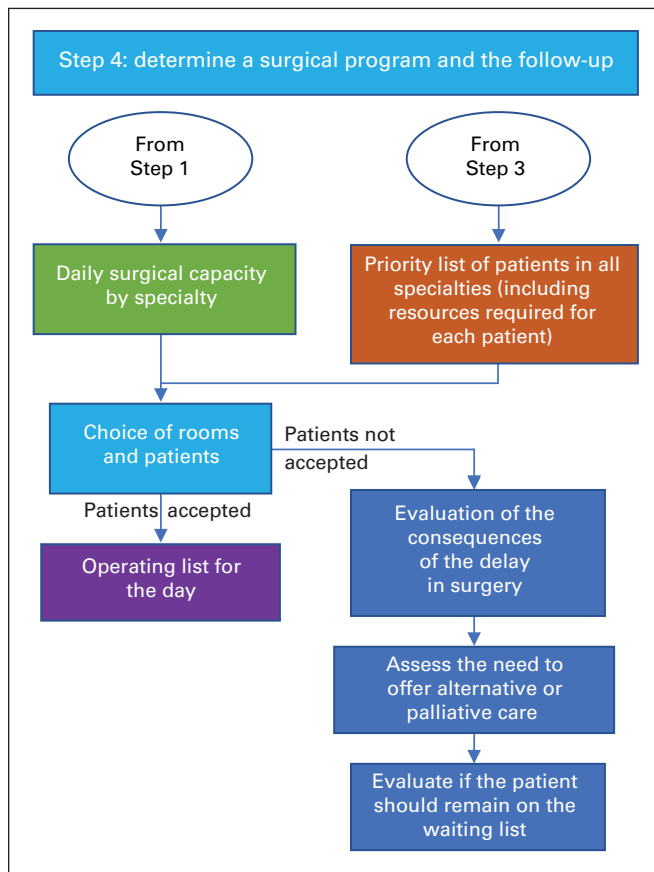 Step 4: determine a surgical program and the follow-up
From
Step 1
From
Step 3
Daily surgical capacity
by specialty
Priority list of patients in all
specialties (including
resources required for
each patient)
Choice of rooms
and patients
Patients not
accepted
Patients accepted
Operating list for
the day
Evaluation of the
consequences
of the delay
in surgery
Assess the need to
offer alternative or
palliative care
Evaluate if the patient
should remain on the
waiting list